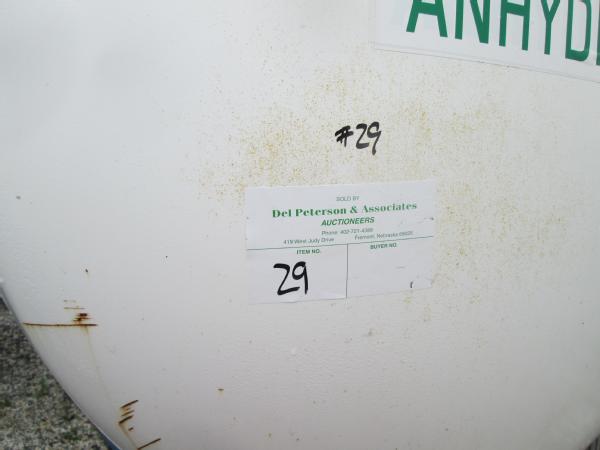 ANHYD
#29
SOLD BY
Del Peterson & Associates
AUCTIONEERS
Phone: 402-721-4390
419 West Judy Drive Fremont, Nebraska 68025
ITEM NO. BUYER NO.
29